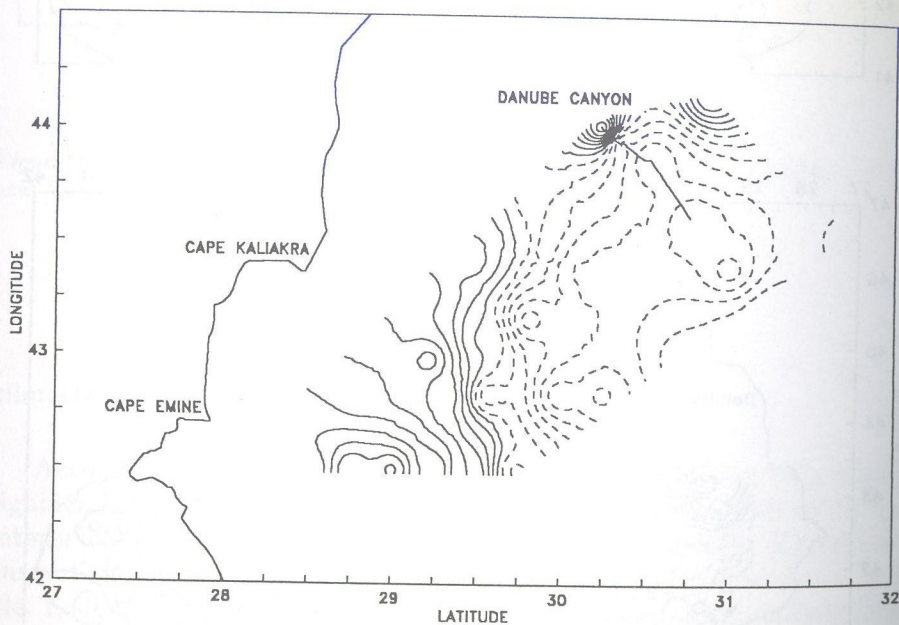 DANUBE CANYON
44
CAPE KALIAKRA
LONGITUDE
43
CAPE EMINE
42
27
28
29
30
31
32
LATITUDE